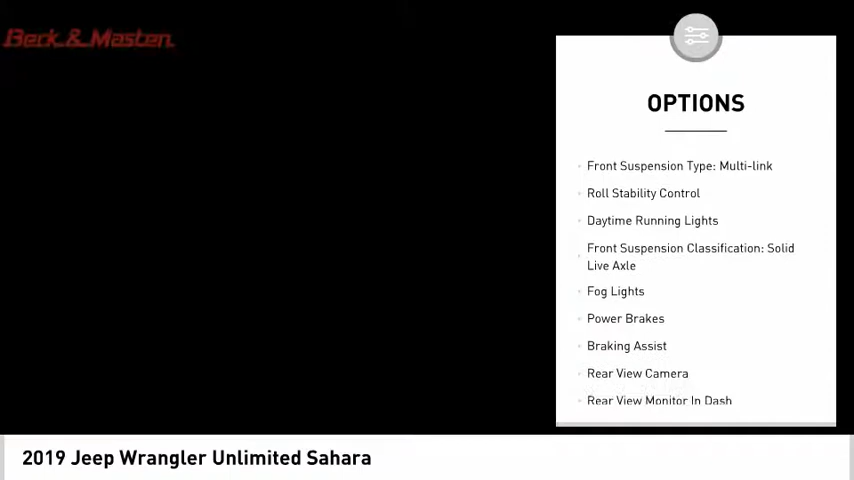 Beck & Masten
OPTIONS
Front Suspension Type: Multi-link
Roll Stability Control
Daytime Running Lights
Front Suspension Classification: Solid
Live Axle
Fog Lights
Power Brakes
Braking Assist
Rear View Camera
Rear View Monitor In Dash
2019 Jeep Wrangler Unlimited Sahara